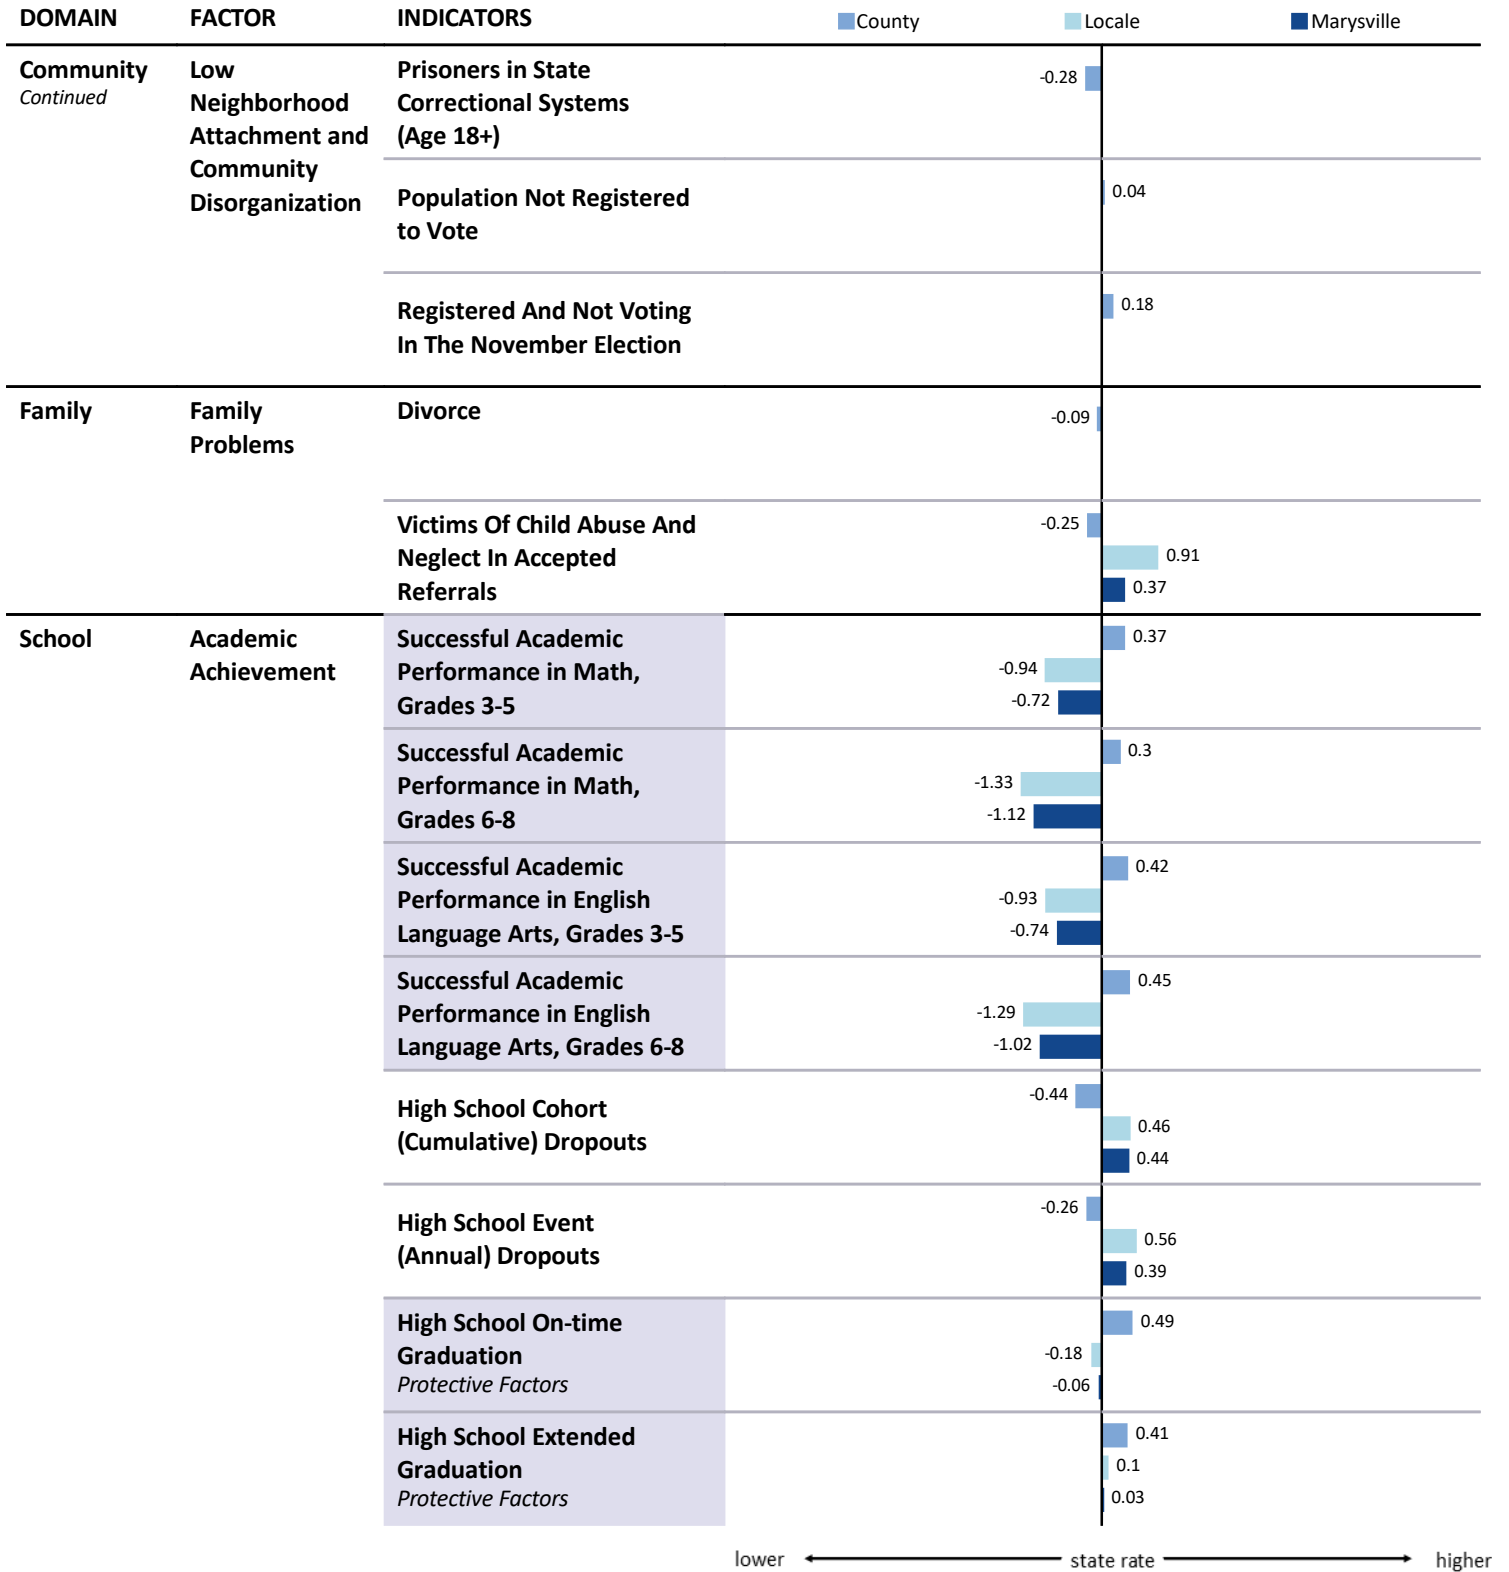 DOMAIN FACTOR INDICATORS County Locale Marysville
Community
Continued
Low
Neighborhood
Attachment and
Community
Disorganization
Prisoners in State
Correctional Systems
(Age 18+)
-0.28
Population Not Registered
to Vote
0.04
Registered And Not Voting
In The November Election
0.18
Family
Family
Problems
Divorce
-0.09
Victims Of Child Abuse And
Neglect In Accepted
Referrals
-0.25
0.91
0.37
School
Academic
Achievement
Successful Academic
Performance in Math,
Grades 3-5
0.37
-0.94
-0.72
Successful Academic
Performance in Math,
Grades 6-8
0.3
-1.33
-1.12
Successful Academic
Performance in English
Language Arts, Grades 3-5
0.42
-0.93
-0.74
Successful Academic
Performance in English
Language Arts, Grades 6-8
0.45
-1.29
-1.02
High School Cohort
(Cumulative) Dropouts
-0.44
0.46
0.44
High School Event
(Annual) Dropouts
-0.26
0.56
0.39
High School On-time
Graduation
Protective Factors
0.49
-0.18
-0.06
High School Extended
Graduation
Protective Factors
0.41
0.1
0.03
lower state rate higher